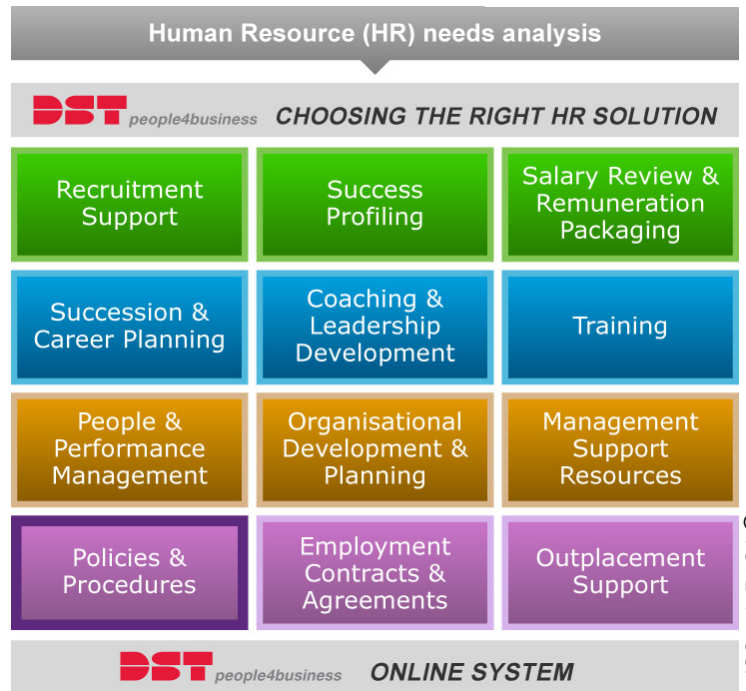 Human Resource (HR) needs analysis
DST people4business CHOOSING THE RIGHT HR SOLUTION
Recruitment
Support
Success
Profiling
Salary Review &
Remuneration
Packaging
Succession &
Career Planning
Coaching &
Leadership
Development
Training
People &
Performance
Management
Organisational
Development &
Planning
Management
Support
Resources
Policies &
Procedures
Employment
Contracts &
Agreements
Outplacement
Support
DST people4business ONLINE SYSTEM